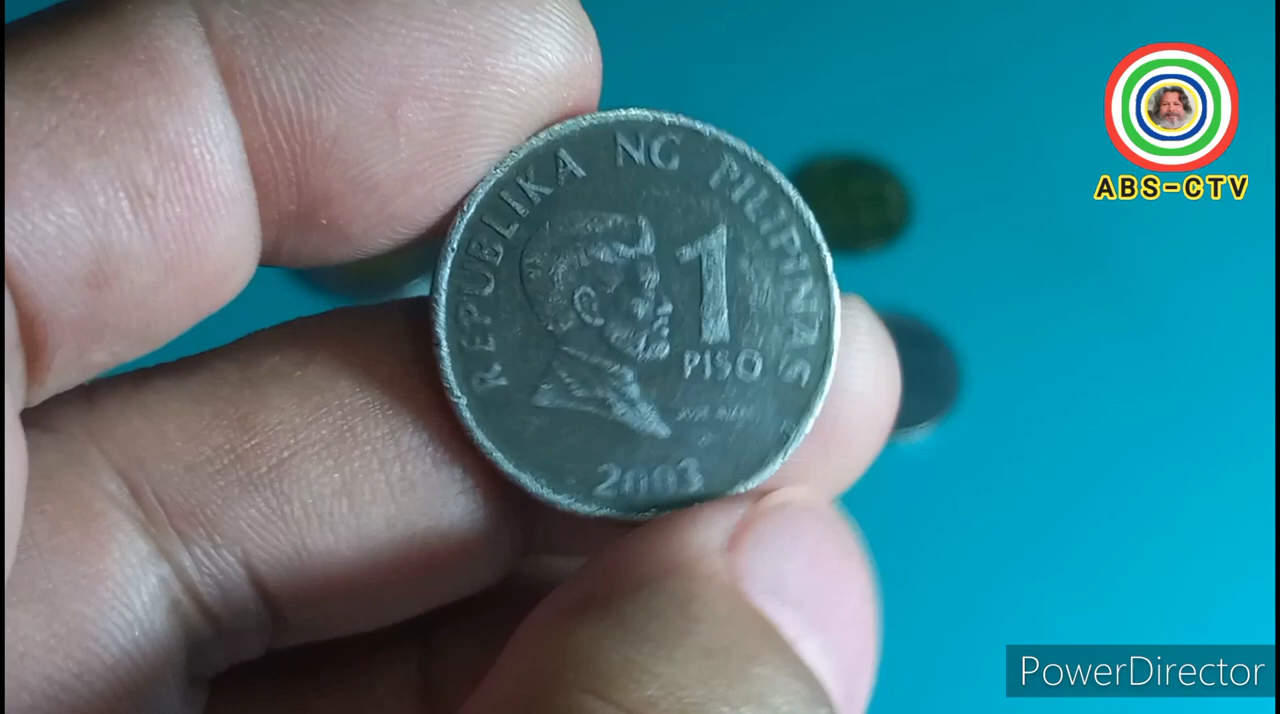 REPUBLIKA NG PILIPINAS
1
PISO
2003
ABS-CTV
PowerDirector